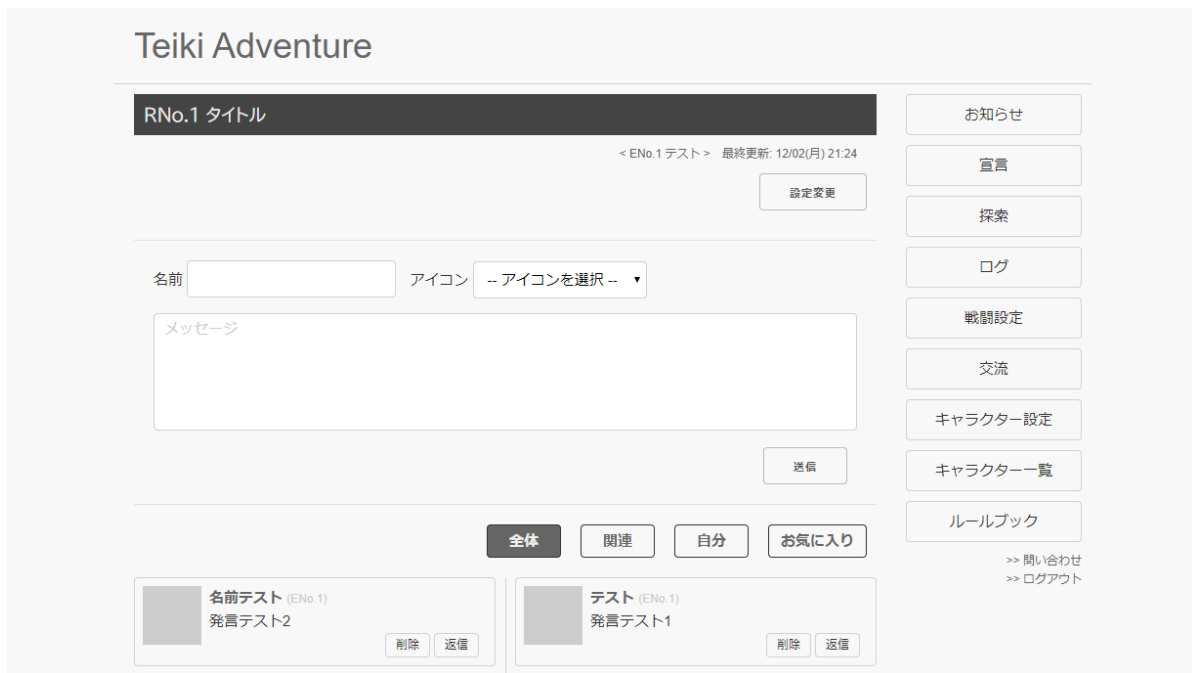 Teiki Adventure
RNo.1 タイトル
< ENo.1 テスト > 最終更新: 12/02(月) 21:24
設定変更
名前
アイコン -- アイコンを選択 --
メッセージ
送信
全体 関連 自分 お気に入り
名前テスト (ENo.1)
発言テスト2
削除 返信
テスト (ENo.1)
発言テスト1
削除 返信
お知らせ
宣言
探索
ログ
戦闘設定
交流
キャラクター設定
キャラクター一覧
ルールブック
>> 問い合わせ
>> ログアウト